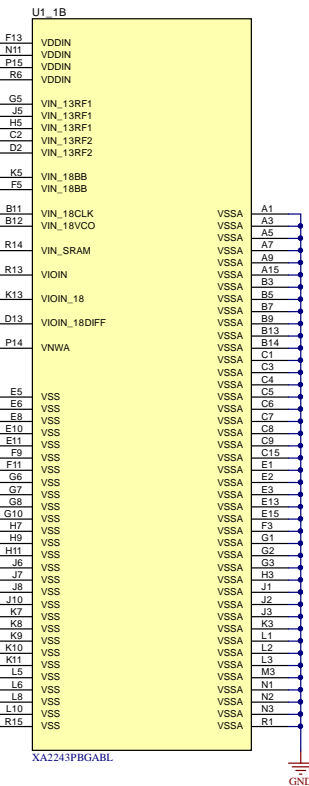 U1_1B
F13 VDDIN
N11 VDDIN
P15 VDDIN
R6 VDDIN
G5 VIN_13RF1
J5 VIN_13RF1
H5 VIN_13RF1
C2 VIN_13RF2
D2 VIN_13RF2
K5 VIN_18BB
F5 VIN_18BB
B11 VIN_18CLK VSSA A1
B12 VIN_18VCO VSSA A3
VSSA A5
R14 VIN_SRAM VSSA A7
VSSA A9
R13 VIOIN VSSA A15
VSSA B3
K13 VIOIN_18 VSSA B5
VSSA B7
D13 VIOIN_18DIFF VSSA B9
VSSA B13
P14 VNWA VSSA B14
VSSA C1
VSSA C3
VSSA C4
E5 VSS VSSA C5
E6 VSS VSSA C6
E8 VSS VSSA C7
E10 VSS VSSA C8
E11 VSS VSSA C9
F9 VSS VSSA C15
F11 VSS VSSA E1
G6 VSS VSSA E2
G7 VSS VSSA E3
G8 VSS VSSA E13
G10 VSS VSSA E15
H7 VSS VSSA F3
H9 VSS VSSA G1
H11 VSS VSSA G2
J6 VSS VSSA G3
J7 VSS VSSA H3
J8 VSS VSSA J1
J10 VSS VSSA J2
K7 VSS VSSA J3
K8 VSS VSSA K3
K9 VSS VSSA L1
K10 VSS VSSA L2
K11 VSS VSSA L3
L5 VSS VSSA M3
L6 VSS VSSA N1
L8 VSS VSSA N2
L10 VSS VSSA N3
R15 VSS VSSA R1
XA2243PBGABL
GND